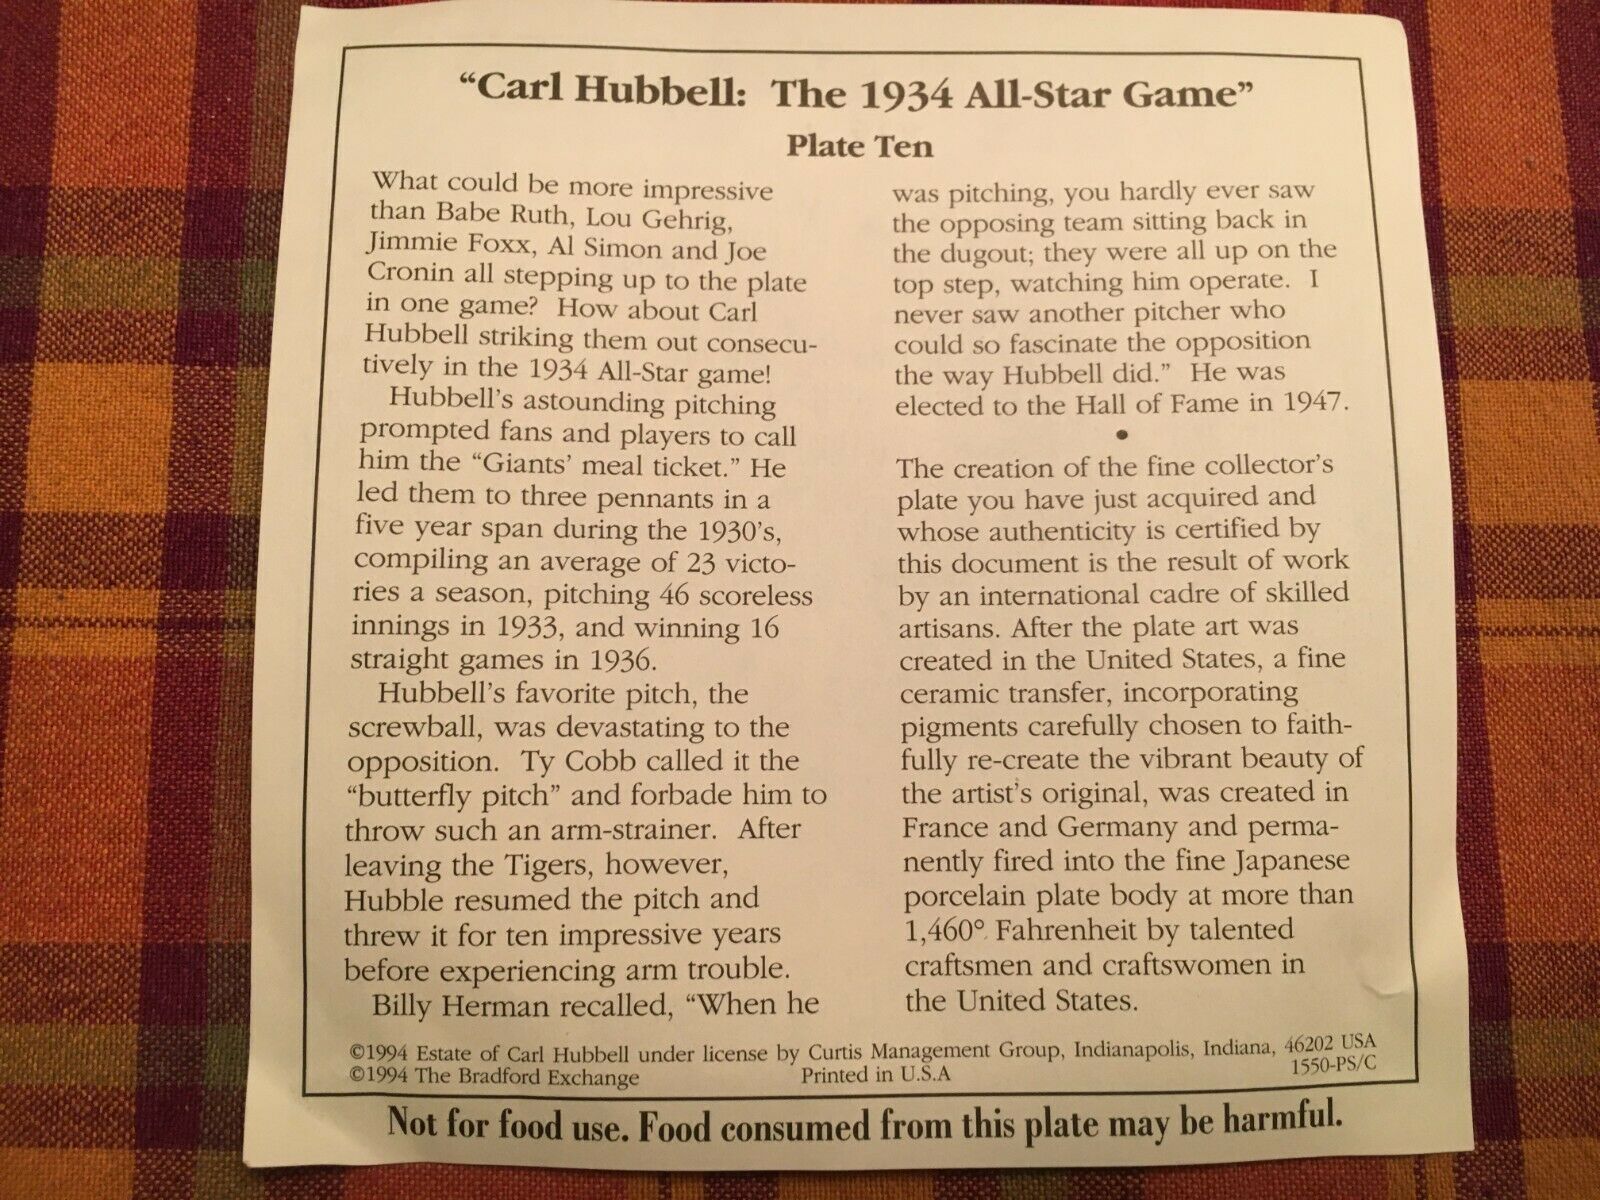 “Carl Hubbell: The 1934 All-Star Game”
Plate Ten
What could be more impressive
than Babe Ruth, Lou Gehrig,
Jimmie Foxx, Al Simon and Joe
Cronin all stepping up to the plate
in one game? How about Carl
Hubbell striking them out consecu-
tively in the 1934 All-Star game!
Hubbell’s astounding pitching
prompted fans and players to call
him the “Giants’ meal ticket.” He
led them to three pennants in a
five year span during the 1930’s,
compiling an average of 23 victo-
ries a season, pitching 46 scoreless
innings in 1933, and winning 16
straight games in 1936.
Hubbell’s favorite pitch, the
screwball, was devastating to the
opposition. Ty Cobb called it the
“butterfly pitch” and forbade him to
throw such an arm-strainer. After
leaving the Tigers, however,
Hubble resumed the pitch and
threw it for ten impressive years
before experiencing arm trouble.
Billy Herman recalled, “When he
was pitching, you hardly ever saw
the opposing team sitting back in
the dugout; they were all up on the
top step, watching him operate. I
never saw another pitcher who
could so fascinate the opposition
the way Hubbell did.” He was
elected to the Hall of Fame in 1947.
•
The creation of the fine collector’s
plate you have just acquired and
whose authenticity is certified by
this document is the result of work
by an international cadre of skilled
artisans. After the plate art was
created in the United States, a fine
ceramic transfer, incorporating
pigments carefully chosen to faith-
fully re-create the vibrant beauty of
the artist’s original, was created in
France and Germany and perma-
nently fired into the fine Japanese
porcelain plate body at more than
1,460° Fahrenheit by talented
craftsmen and craftswomen in
the United States.
©1994 Estate of Carl Hubbell under license by Curtis Management Group, Indianapolis, Indiana, 46202 USA
©1994 The Bradford Exchange Printed in U.S.A 1550-PS/C
Not for food use. Food consumed from this plate may be harmful.